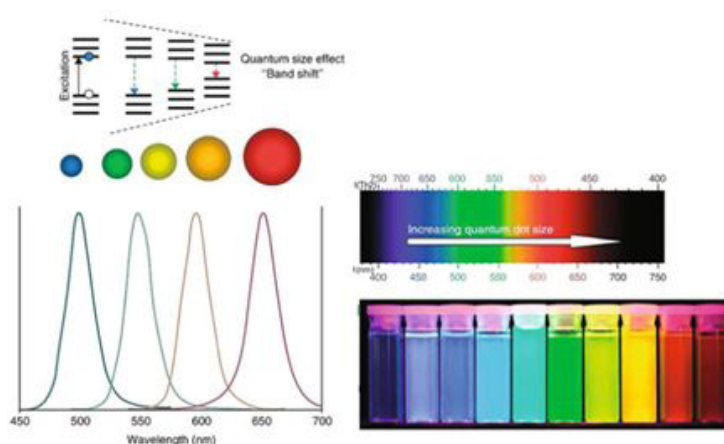 Excitation
Quantum size effect
"Band shift"
450 500 550 600 650 700
Wavelength (nm)
750 700 650 600 550 500 450 400
Increasing quantum dot size
400 450 500 550 600 650 700 750